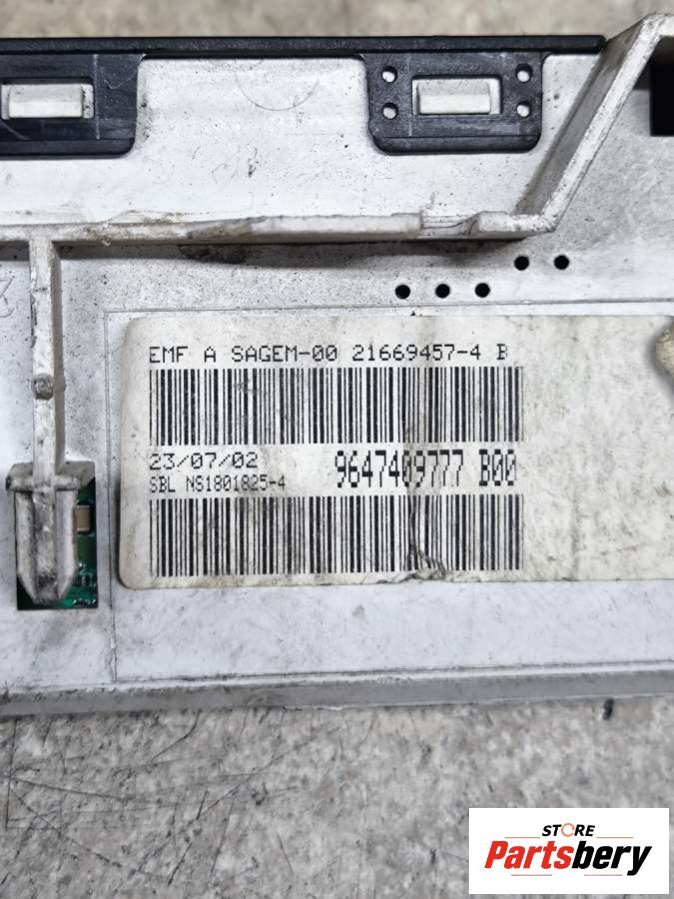 EMF A SAGEM-00 21669457-4 B
23/07/02
9647409777 B00
SBL NS1801825-4
STORE
Partsbery